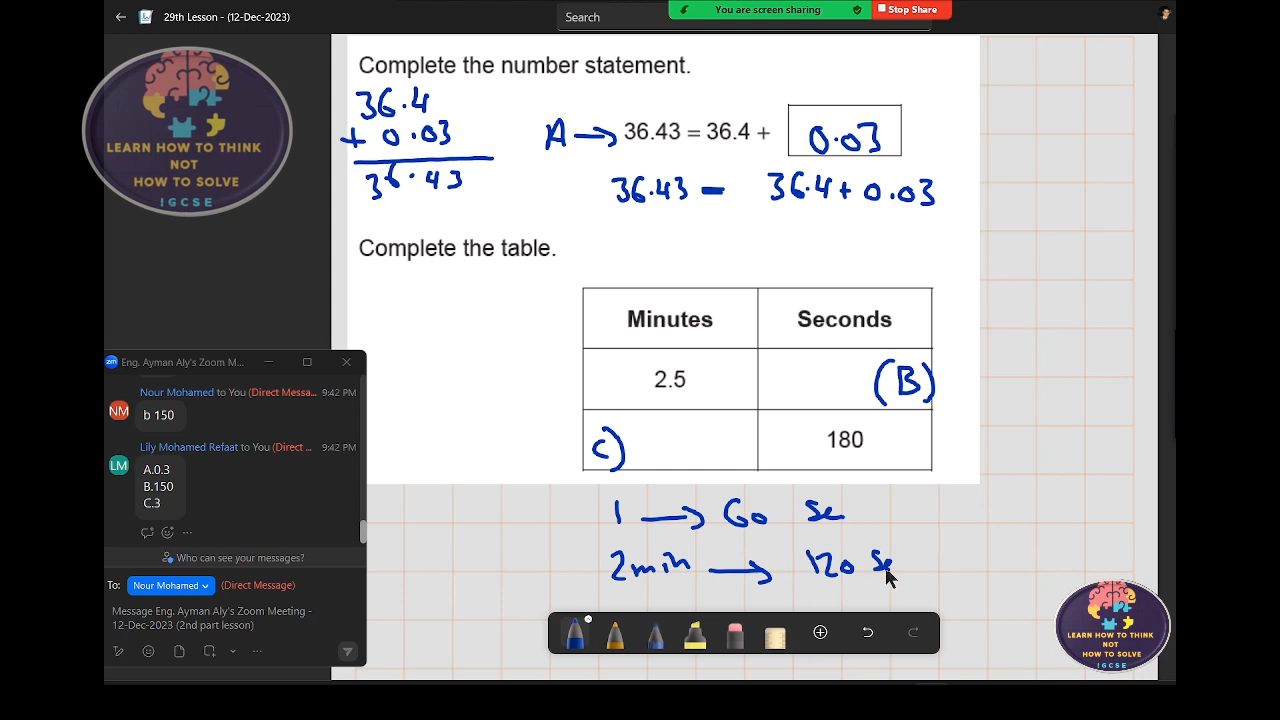 29th Lesson - (12-Dec-2023)
Search
You are screen sharing
Stop Share
LEARN HOW TO THINK
NOT
HOW TO SOLVE
IGCSE
Complete the number statement.
36.4
+ 0.03
36.43
A → 36.43 = 36.4 + 0.03
36.43 = 36.4 + 0.03
Complete the table.
Minutes Seconds
2.5 (B)
C) 180
1 → 60 Se
2 min → 120 Se
Eng. Ayman Aly's Zoom M...
Nour Mohamed to You (Direct Messa... 9:42 PM
NM
b 150
Lily Mohamed Refaat to You (Direct ... 9:42 PM
LM
A.0.3
B.150
C.3
Who can see your messages?
To: Nour Mohamed (Direct Message)
Message Eng. Ayman Aly's Zoom Meeting -
12-Dec-2023 (2nd part lesson)
LEARN HOW TO THINK
NOT
HOW TO SOLVE
IGCSE